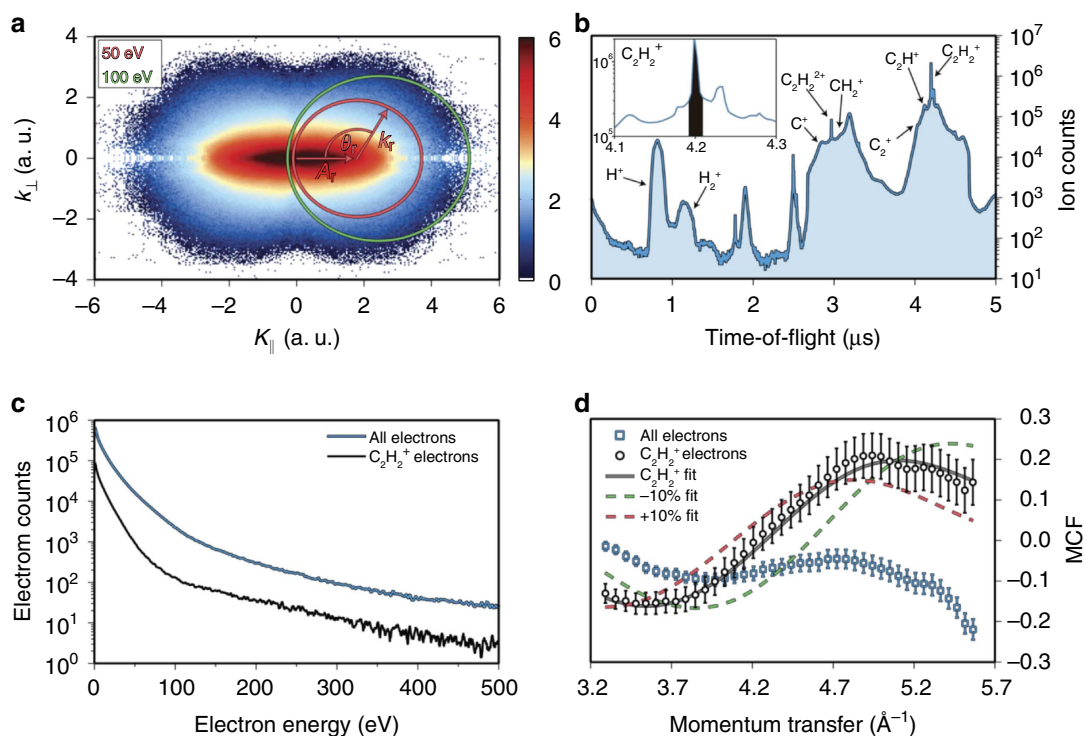 a
50 eV
100 eV
k⊥ (a. u.)
4
2
0
−2
−4
−6 −4 −2 0 2 4 6
K∥ (a. u.)
θr
kr
Ar
6
4
2
0
b
C2H2+
10^6
10^5
4.1 4.2 4.3
H+
H2+
C+
C2H2^2+
CH2+
C2+
C2H+
C2H2+
10^7
10^6
10^5
10^4
10^3
10^2
10^1
Ion counts
0 1 2 3 4 5
Time-of-flight (μs)
c
All electrons
C2H2+ electrons
Electrom counts
10^6
10^5
10^4
10^3
10^2
10^1
10^0
0 100 200 300 400 500
Electron energy (eV)
d
All electrons
C2H2+ electrons
C2H2+ fit
−10% fit
+10% fit
0.3
0.2
0.1
0.0
−0.1
−0.2
−0.3
MCF
3.2 3.7 4.2 4.7 5.2 5.7
Momentum transfer (Å−1)